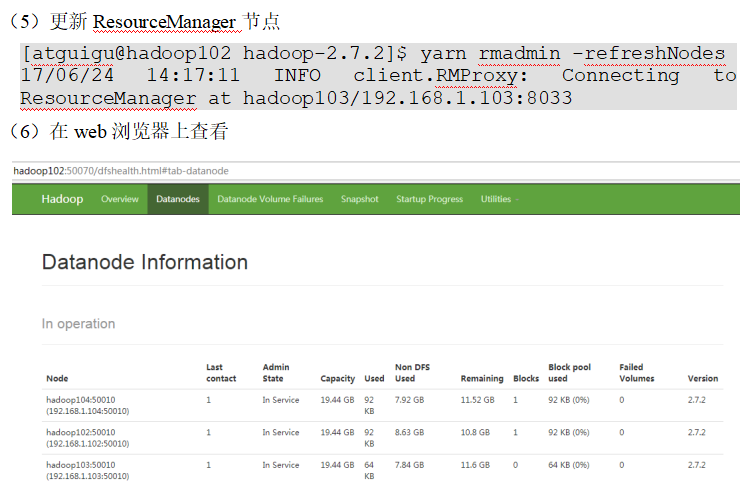 （5）更新 ResourceManager 节点
[atguigu@hadoop102 hadoop-2.7.2]$ yarn rmadmin -refreshNodes
17/06/24 14:17:11 INFO client.RMProxy: Connecting to
ResourceManager at hadoop103/192.168.1.103:8033
（6）在 web 浏览器上查看
hadoop102:50070/dfshealth.html#tab-datanode
Hadoop Overview Datanodes Datanode Volume Failures Snapshot Startup Progress Utilities
Datanode Information
In operation
Node Last contact Admin State Capacity Used Non DFS Used Remaining Blocks Block pool used Failed Volumes Version
hadoop104:50010 1 In Service 19.44 GB 92 KB 7.92 GB 11.52 GB 1 92 KB (0%) 0 2.7.2
(192.168.1.104:50010)
hadoop102:50010 1 In Service 19.44 GB 92 KB 8.63 GB 10.8 GB 1 92 KB (0%) 0 2.7.2
(192.168.1.102:50010)
hadoop103:50010 1 In Service 19.44 GB 64 KB 7.84 GB 11.6 GB 0 64 KB (0%) 0 2.7.2
(192.168.1.103:50010)